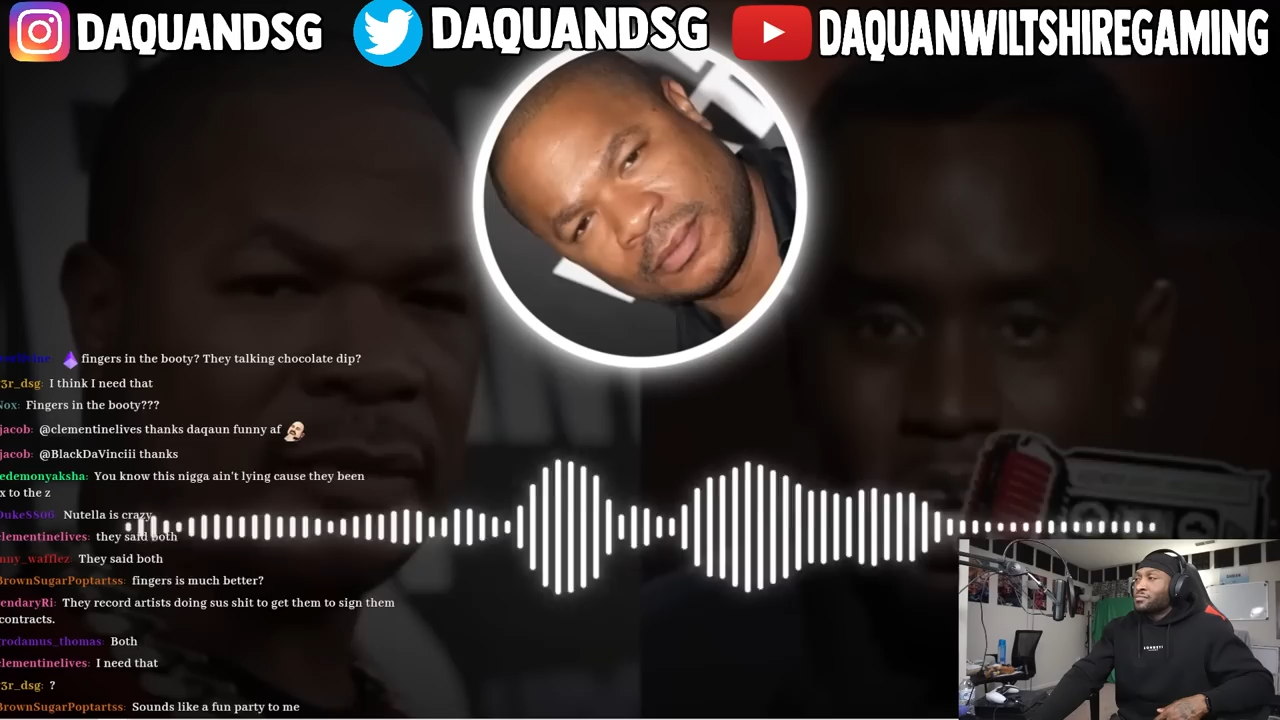 DAQUANDSG
DAQUANDSG
DAQUANWILTSHIREGAMING
fingers in the booty? They talking chocolate dip?
3r_dsg: I think I need that
Nox: Fingers in the booty???
jacob: @clementinelives thanks daqaun funny af
jacob: @BlackDaVinciii thanks
edemonyaksha: You know this nigga ain't lying cause they been
x to the z
DukeSS06: Nutella is crazy
clementinelives: they said both
nny_wafflez: They said both
BrownSugarPoptartss: fingers is much better?
endaryRi: They record artists doing sus shit to get them to sign them
contracts.
rodamus_thomas: Both
clementinelives: I need that
3r_dsg: ?
BrownSugarPoptartss: Sounds like a fun party to me